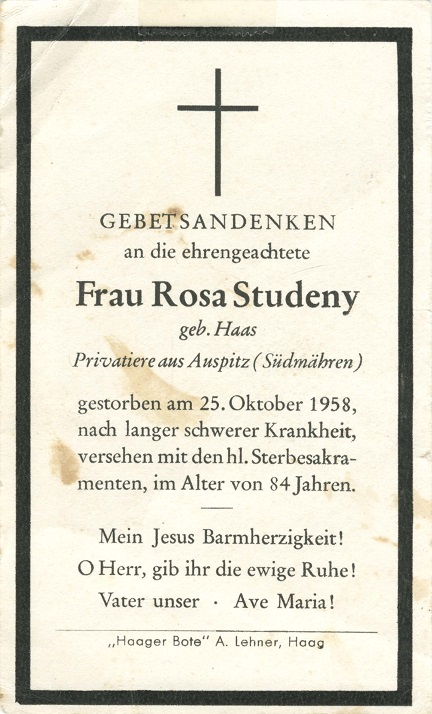 GEBETSANDENKEN
an die ehrengeachtete
Frau Rosa Studeny
geb. Haas
Privatiere aus Auspitz (Südmähren)
gestorben am 25. Oktober 1958,
nach langer schwerer Krankheit,
versehen mit den hl. Sterbesakra-
menten, im Alter von 84 Jahren.
Mein Jesus Barmherzigkeit!
O Herr, gib ihr die ewige Ruhe!
Vater unser · Ave Maria!
„Haager Bote" A. Lehner, Haag